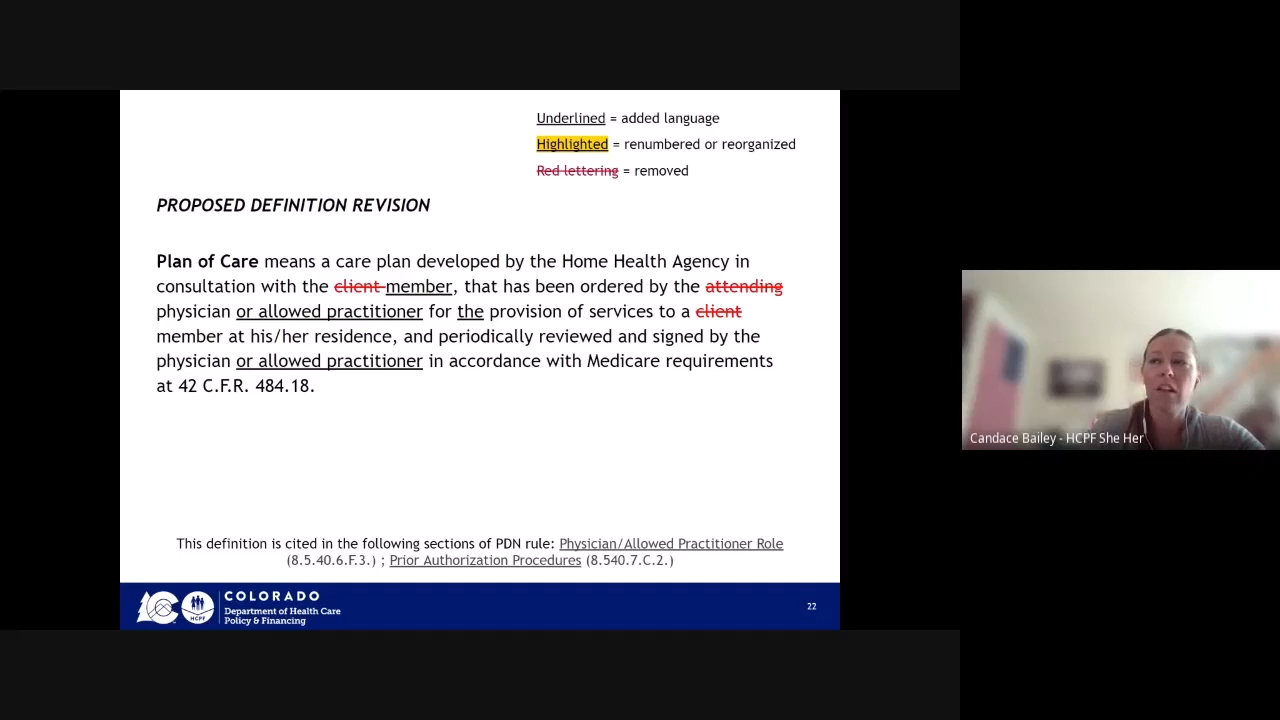 Underlined = added language
Highlighted = renumbered or reorganized
Red lettering = removed
PROPOSED DEFINITION REVISION
Plan of Care means a care plan developed by the Home Health Agency in
consultation with the client member, that has been ordered by the attending
physician or allowed practitioner for the provision of services to a client
member at his/her residence, and periodically reviewed and signed by the
physician or allowed practitioner in accordance with Medicare requirements
at 42 C.F.R. 484.18.
This definition is cited in the following sections of PDN rule: Physician/Allowed Practitioner Role
(8.5.40.6.F.3.) ; Prior Authorization Procedures (8.540.7.C.2.)
HCPF
COLORADO
Department of Health Care
Policy & Financing
22
Candace Bailey - HCPF She Her